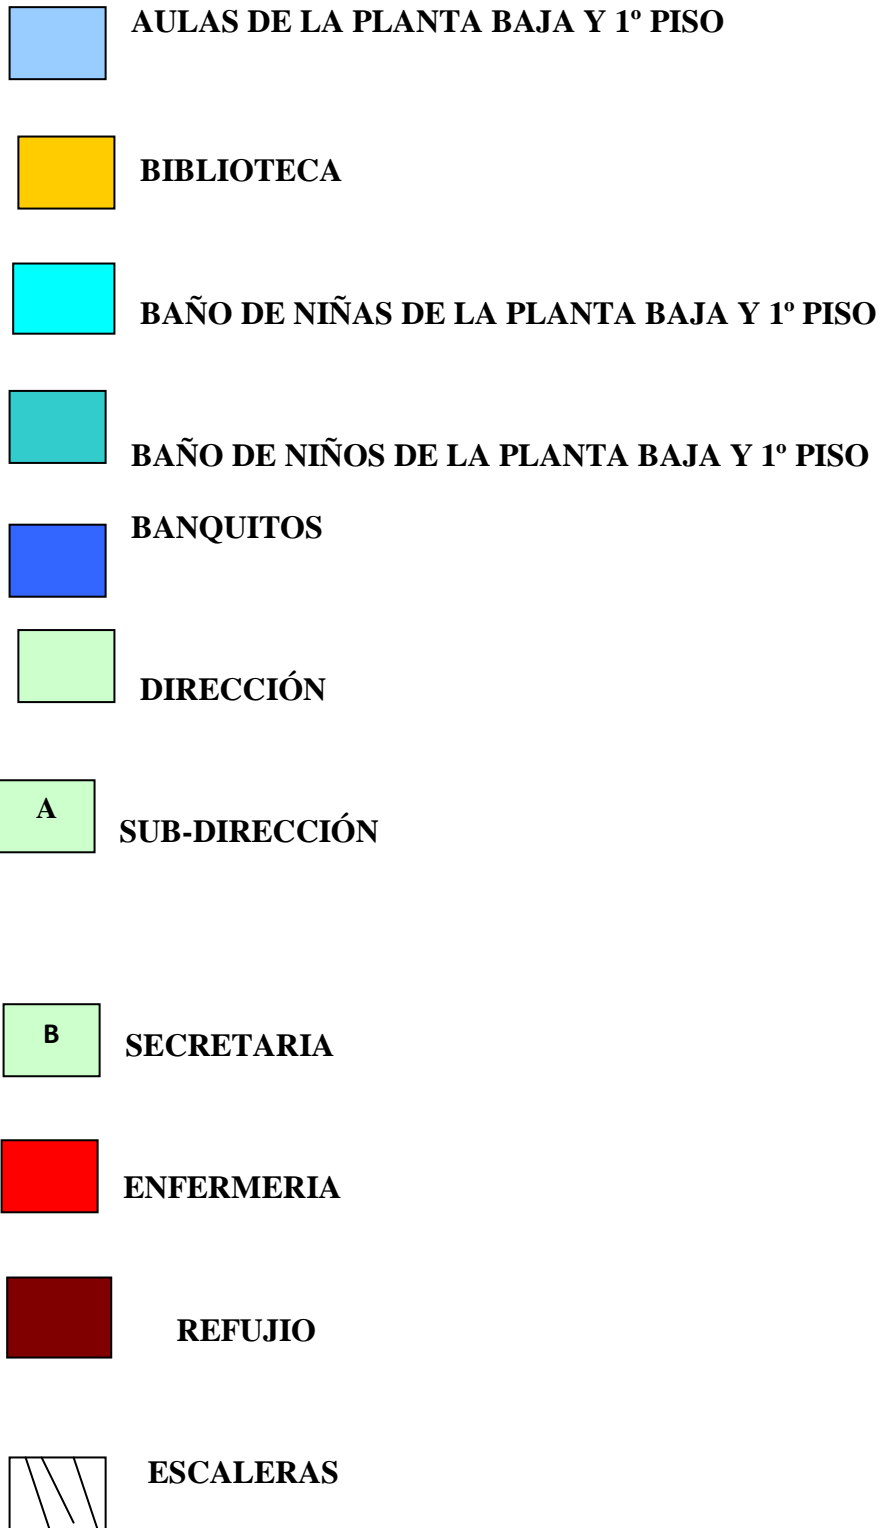 AULAS DE LA PLANTA BAJA Y 1º PISO
BIBLIOTECA
BAÑO DE NIÑAS DE LA PLANTA BAJA Y 1º PISO
BAÑO DE NIÑOS DE LA PLANTA BAJA Y 1º PISO
BANQUITOS
DIRECCIÓN
A
SUB-DIRECCIÓN
B
SECRETARIA
ENFERMERIA
REFUJIO
ESCALERAS